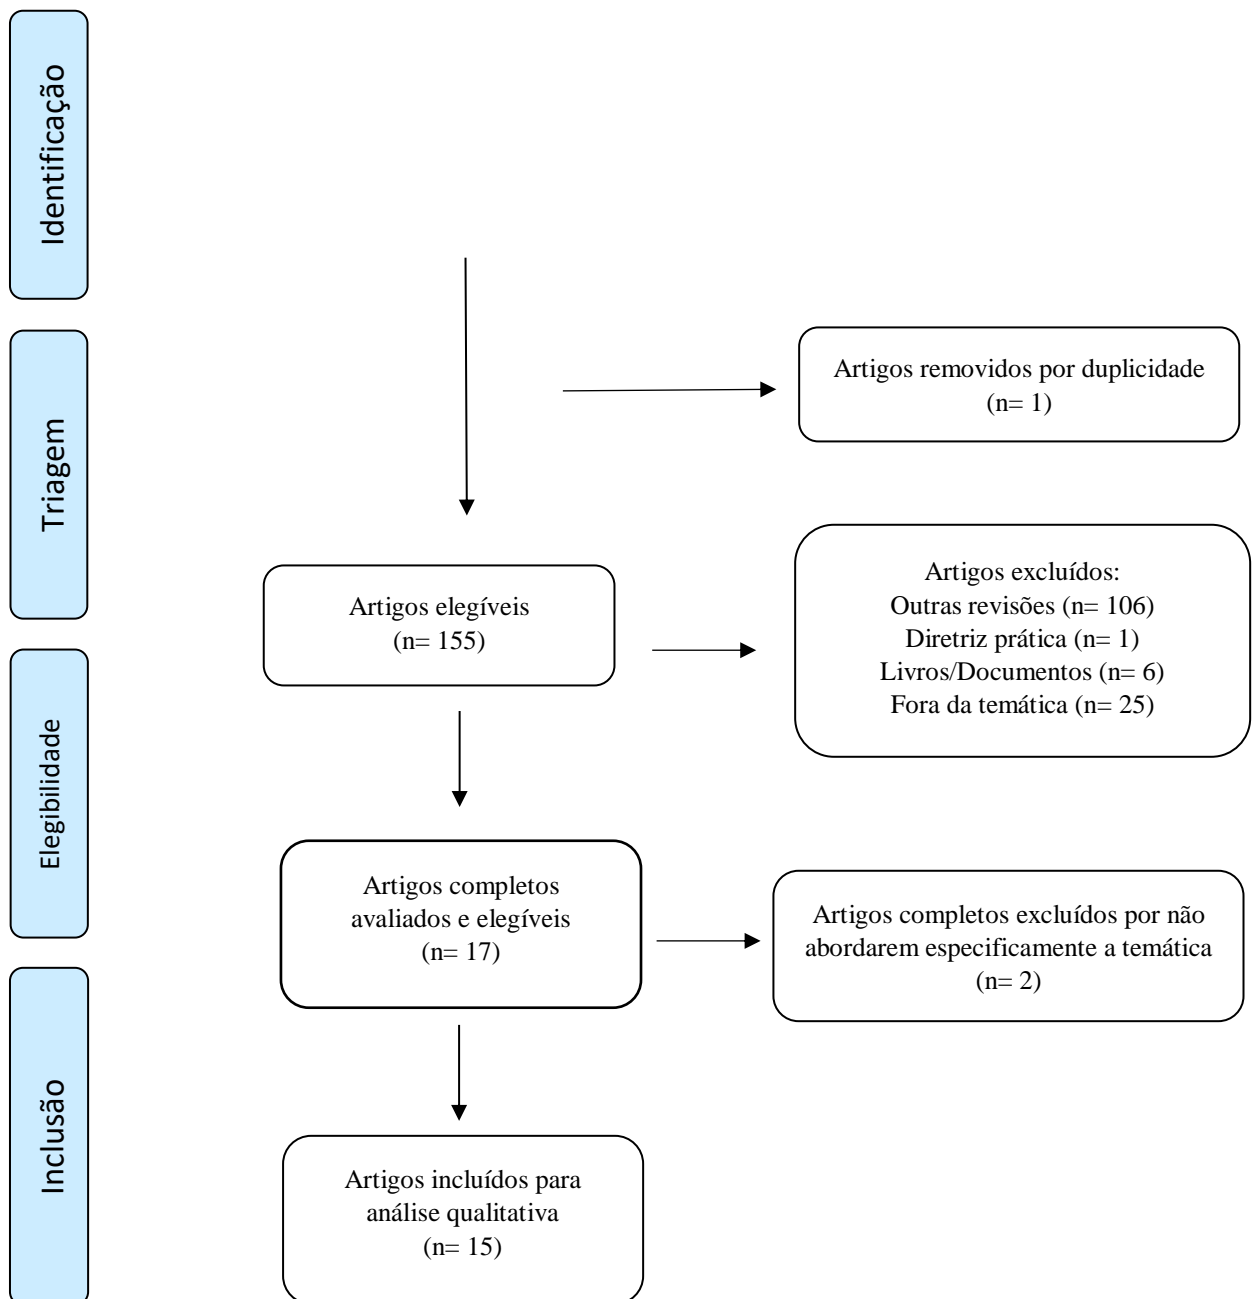 Identificação
Triagem
Elegibilidade
Inclusão
Artigos removidos por duplicidade
(n= 1)
Artigos elegíveis
(n= 155)
Artigos excluídos:
Outras revisões (n= 106)
Diretriz prática (n= 1)
Livros/Documentos (n= 6)
Fora da temática (n= 25)
Artigos completos
avaliados e elegíveis
(n= 17)
Artigos completos excluídos por não
abordarem especificamente a temática
(n= 2)
Artigos incluídos para
análise qualitativa
(n= 15)